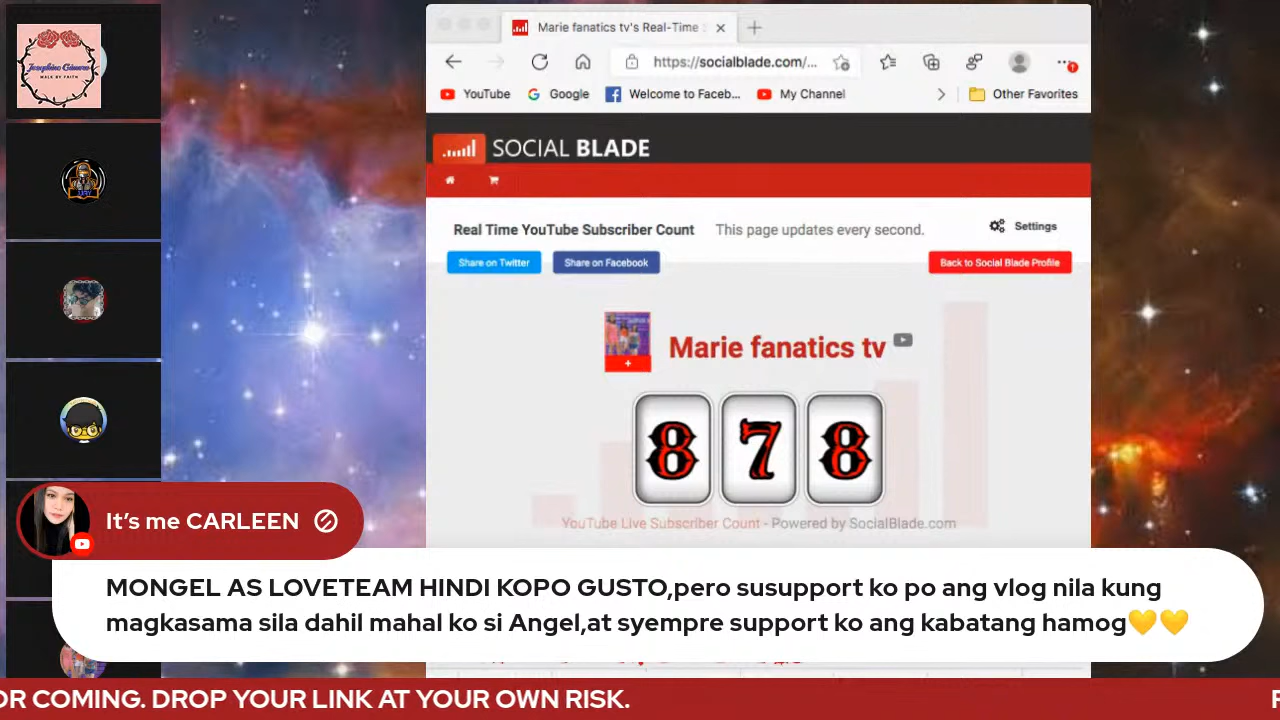 Marie fanatics tv's Real-Time
https://socialblade.com/...
YouTube
Google
Welcome to Faceb...
My Channel
Other Favorites
SOCIAL BLADE
Real Time YouTube Subscriber Count
This page updates every second.
Settings
Share on Twitter
Share on Facebook
Back to Social Blade Profile
Marie fanatics tv
878
YouTube Live Subscriber Count - Powered by SocialBlade.com
WALK BY FAITH
It's me CARLEEN
MONGEL AS LOVETEAM HINDI KOPO GUSTO,pero susupport ko po ang vlog nila kung
magkasama sila dahil mahal ko si Angel,at syempre support ko ang kabatang hamog💛💛
OR COMING. DROP YOUR LINK AT YOUR OWN RISK.